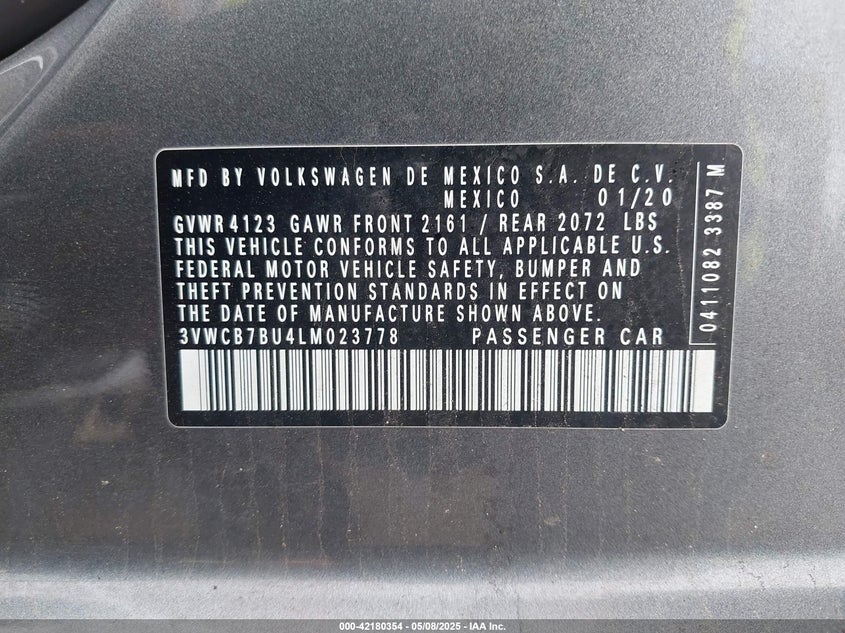 MFD BY VOLKSWAGEN DE MEXICO S.A. DE C.V.
MEXICO 01/20
GVWR 4123 GAWR FRONT 2161 / REAR 2072 LBS
THIS VEHICLE CONFORMS TO ALL APPLICABLE U.S.
FEDERAL MOTOR VEHICLE SAFETY, BUMPER AND
THEFT PREVENTION STANDARDS IN EFFECT ON
THE DATE OF MANUFACTURE SHOWN ABOVE.
3VWCB7BU4LM023778 PASSENGER CAR
0411082 3387 M
000-42180354 - 05/08/2025 - IAA Inc.